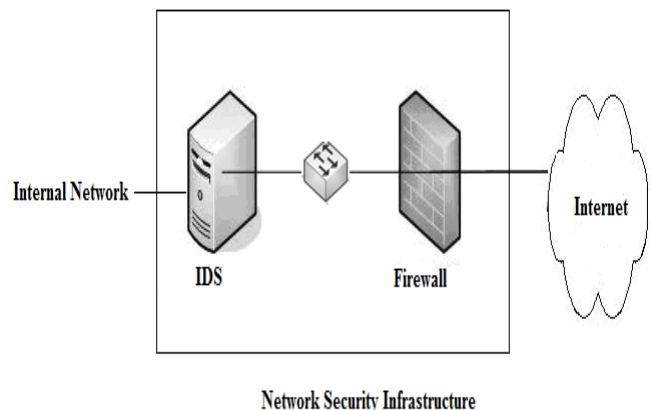 Internal Network
IDS
Firewall
Internet
Network Security Infrastructure